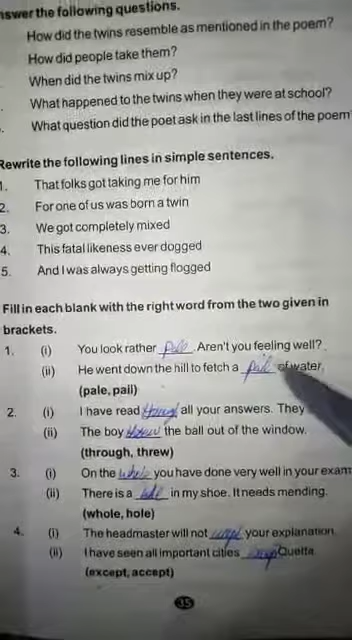 nswer the following questions.
How did the twins resemble as mentioned in the poem?
How did people take them?
When did the twins mix up?
What happened to the twins when they were at school?
What question did the poet ask in the last lines of the poem
Rewrite the following lines in simple sentences.
1. That folks got taking me for him
2. For one of us was born a twin
3. We got completely mixed
4. This fatal likeness ever dogged
5. And I was always getting flogged
Fill in each blank with the right word from the two given in
brackets.
1. (i) You look rather pale. Aren't you feeling well?
(ii) He went down the hill to fetch a pail of water.
(pale, pail)
2. (i) I have read through all your answers. They
(ii) The boy threw the ball out of the window.
(through, threw)
3. (i) On the whole you have done very well in your exam
(ii) There is a hole in my shoe. It needs mending.
(whole, hole)
4. (i) The headmaster will not your explanation.
(ii) I have seen all important cities Quetta.
(except, accept)
35